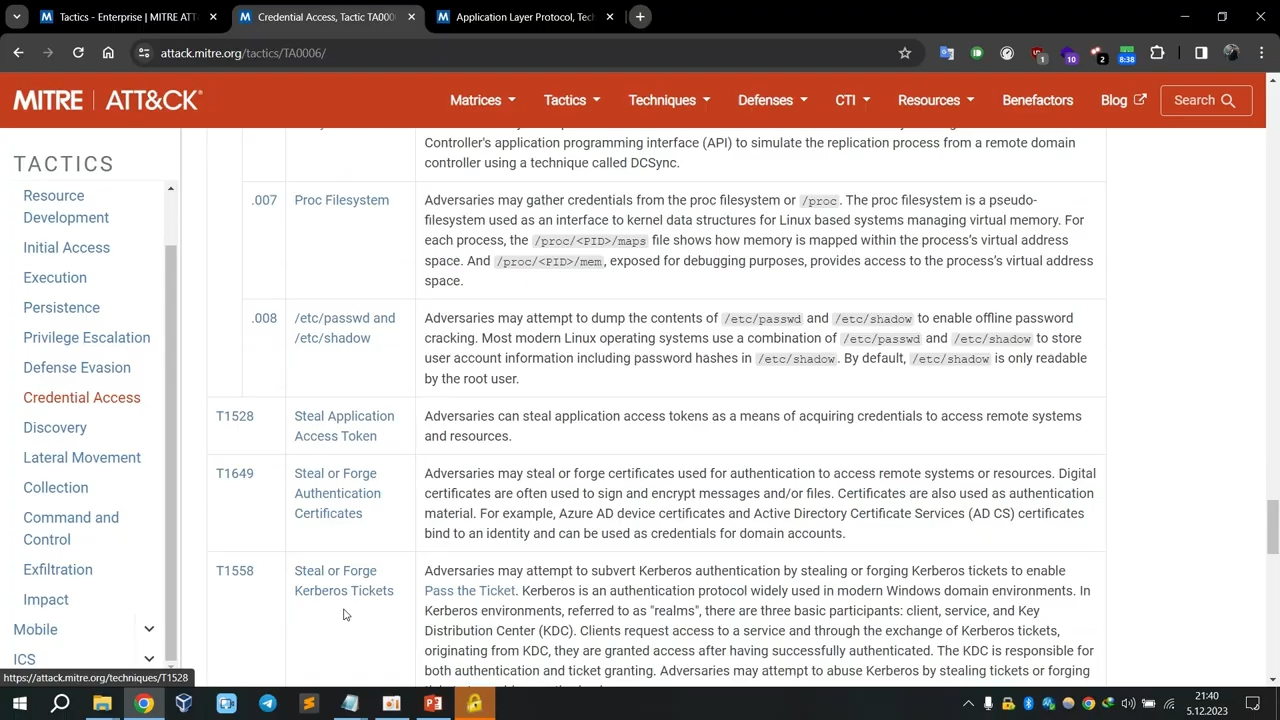 Tactics - Enterprise | MITRE ATT
Credential Access, Tactic TA000
Application Layer Protocol, Tec
attack.mitre.org/tactics/TA0006/
1
10
2
8:38
MITRE | ATT&CK®
Matrices
Tactics
Techniques
Defenses
CTI
Resources
Benefactors
Blog
Search
TACTICS
Resource
Development
Initial Access
Execution
Persistence
Privilege Escalation
Defense Evasion
Credential Access
Discovery
Lateral Movement
Collection
Command and
Control
Exfiltration
Impact
Mobile
ICS
Controller's application programming interface (API) to simulate the replication process from a remote domain
controller using a technique called DCSync.
.007
Proc Filesystem
Adversaries may gather credentials from the proc filesystem or /proc. The proc filesystem is a pseudo-
filesystem used as an interface to kernel data structures for Linux based systems managing virtual memory. For
each process, the /proc/<PID>/maps file shows how memory is mapped within the process's virtual address
space. And /proc/<PID>/mem, exposed for debugging purposes, provides access to the process's virtual address
space.
.008
/etc/passwd and
/etc/shadow
Adversaries may attempt to dump the contents of /etc/passwd and /etc/shadow to enable offline password
cracking. Most modern Linux operating systems use a combination of /etc/passwd and /etc/shadow to store
user account information including password hashes in /etc/shadow. By default, /etc/shadow is only readable
by the root user.
T1528
Steal Application
Access Token
Adversaries can steal application access tokens as a means of acquiring credentials to access remote systems
and resources.
T1649
Steal or Forge
Authentication
Certificates
Adversaries may steal or forge certificates used for authentication to access remote systems or resources. Digital
certificates are often used to sign and encrypt messages and/or files. Certificates are also used as authentication
material. For example, Azure AD device certificates and Active Directory Certificate Services (AD CS) certificates
bind to an identity and can be used as credentials for domain accounts.
T1558
Steal or Forge
Kerberos Tickets
Adversaries may attempt to subvert Kerberos authentication by stealing or forging Kerberos tickets to enable
Pass the Ticket. Kerberos is an authentication protocol widely used in modern Windows domain environments. In
Kerberos environments, referred to as "realms", there are three basic participants: client, service, and Key
Distribution Center (KDC). Clients request access to a service and through the exchange of Kerberos tickets,
originating from KDC, they are granted access after having successfully authenticated. The KDC is responsible for
both authentication and ticket granting. Adversaries may attempt to abuse Kerberos by stealing tickets or forging
https://attack.mitre.org/techniques/T1528
21:40
5.12.2023